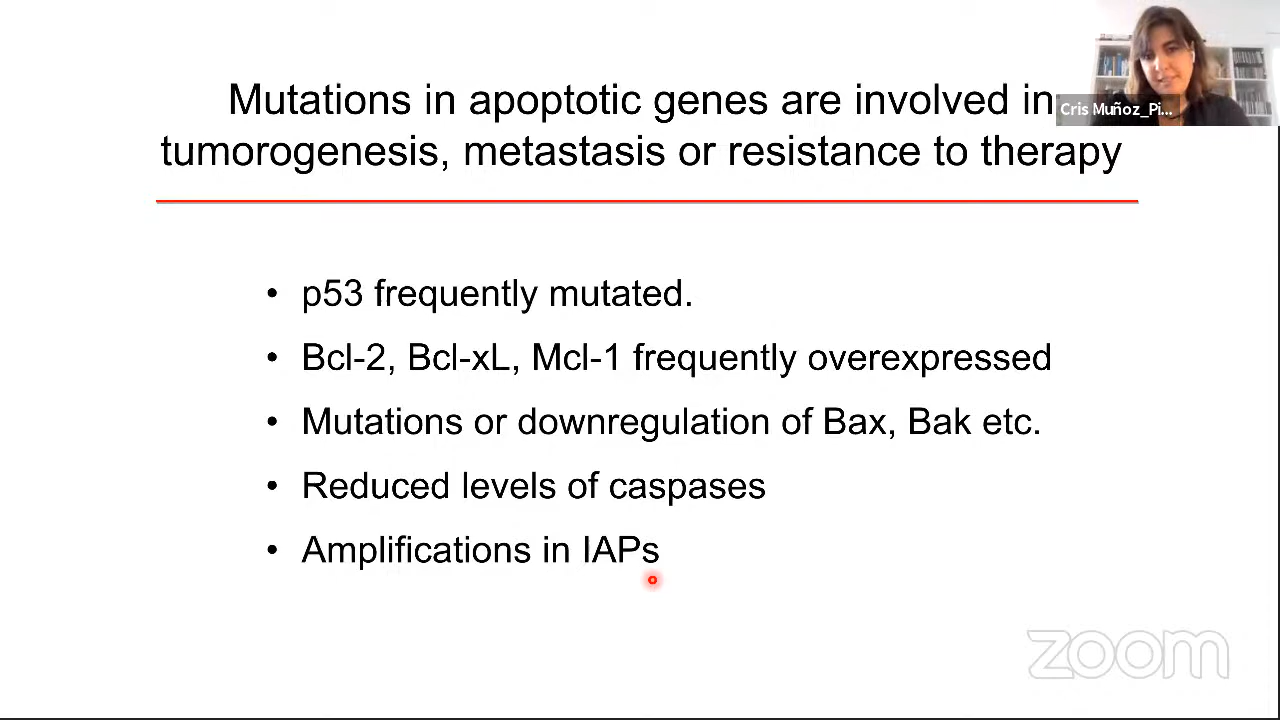 Mutations in apoptotic genes are involved in
tumorogenesis, metastasis or resistance to therapy
Cris Muñoz_Pi...
• p53 frequently mutated.
• Bcl-2, Bcl-xL, Mcl-1 frequently overexpressed
• Mutations or downregulation of Bax, Bak etc.
• Reduced levels of caspases
• Amplifications in IAPs
zoom